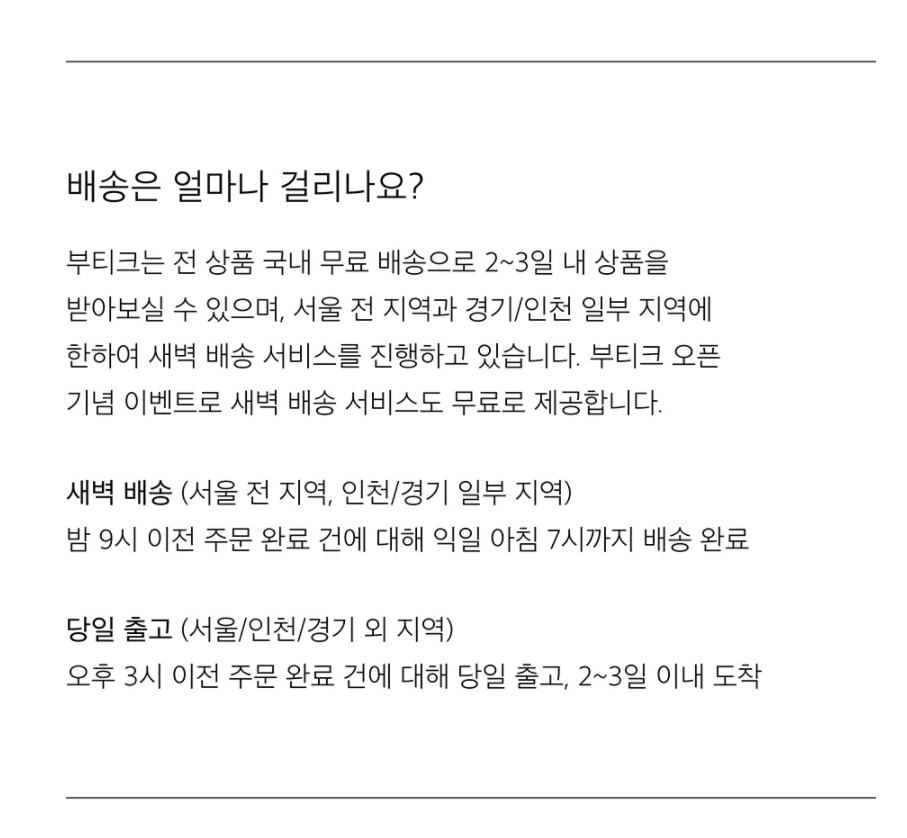 배송은 얼마나 걸리나요?
부티크는 전 상품 국내 무료 배송으로 2~3일 내 상품을
받아보실 수 있으며, 서울 전 지역과 경기/인천 일부 지역에
한하여 새벽 배송 서비스를 진행하고 있습니다. 부티크 오픈
기념 이벤트로 새벽 배송 서비스도 무료로 제공합니다.
새벽 배송 (서울 전 지역, 인천/경기 일부 지역)
밤 9시 이전 주문 완료 건에 대해 익일 아침 7시까지 배송 완료
당일 출고 (서울/인천/경기 외 지역)
오후 3시 이전 주문 완료 건에 대해 당일 출고, 2~3일 이내 도착